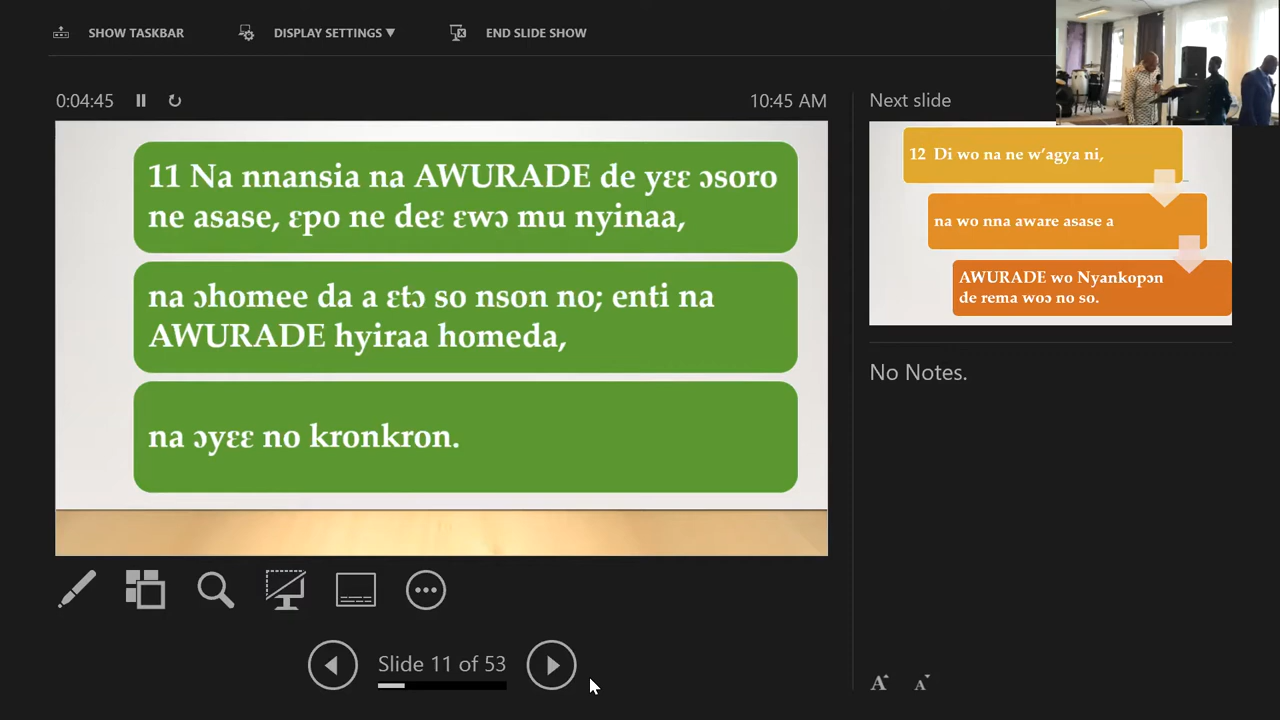 SHOW TASKBAR
DISPLAY SETTINGS ▼
END SLIDE SHOW
0:04:45
10:45 AM
11 Na nnansia na AWURADE de yɛɛ ɔsoro
ne asase, ɛpo ne deɛ ɛwɔ mu nyinaa,
na ɔhomee da a ɛtɔ so nson no; enti na
AWURADE hyiraa homeda,
na ɔyɛɛ no kronkron.
Slide 11 of 53
Next slide
12 Di wo na ne w‘agya ni,
na wo nna aware asase a
AWURADE wo Nyankopɔn
de rema woɔ no so.
No Notes.
A
A